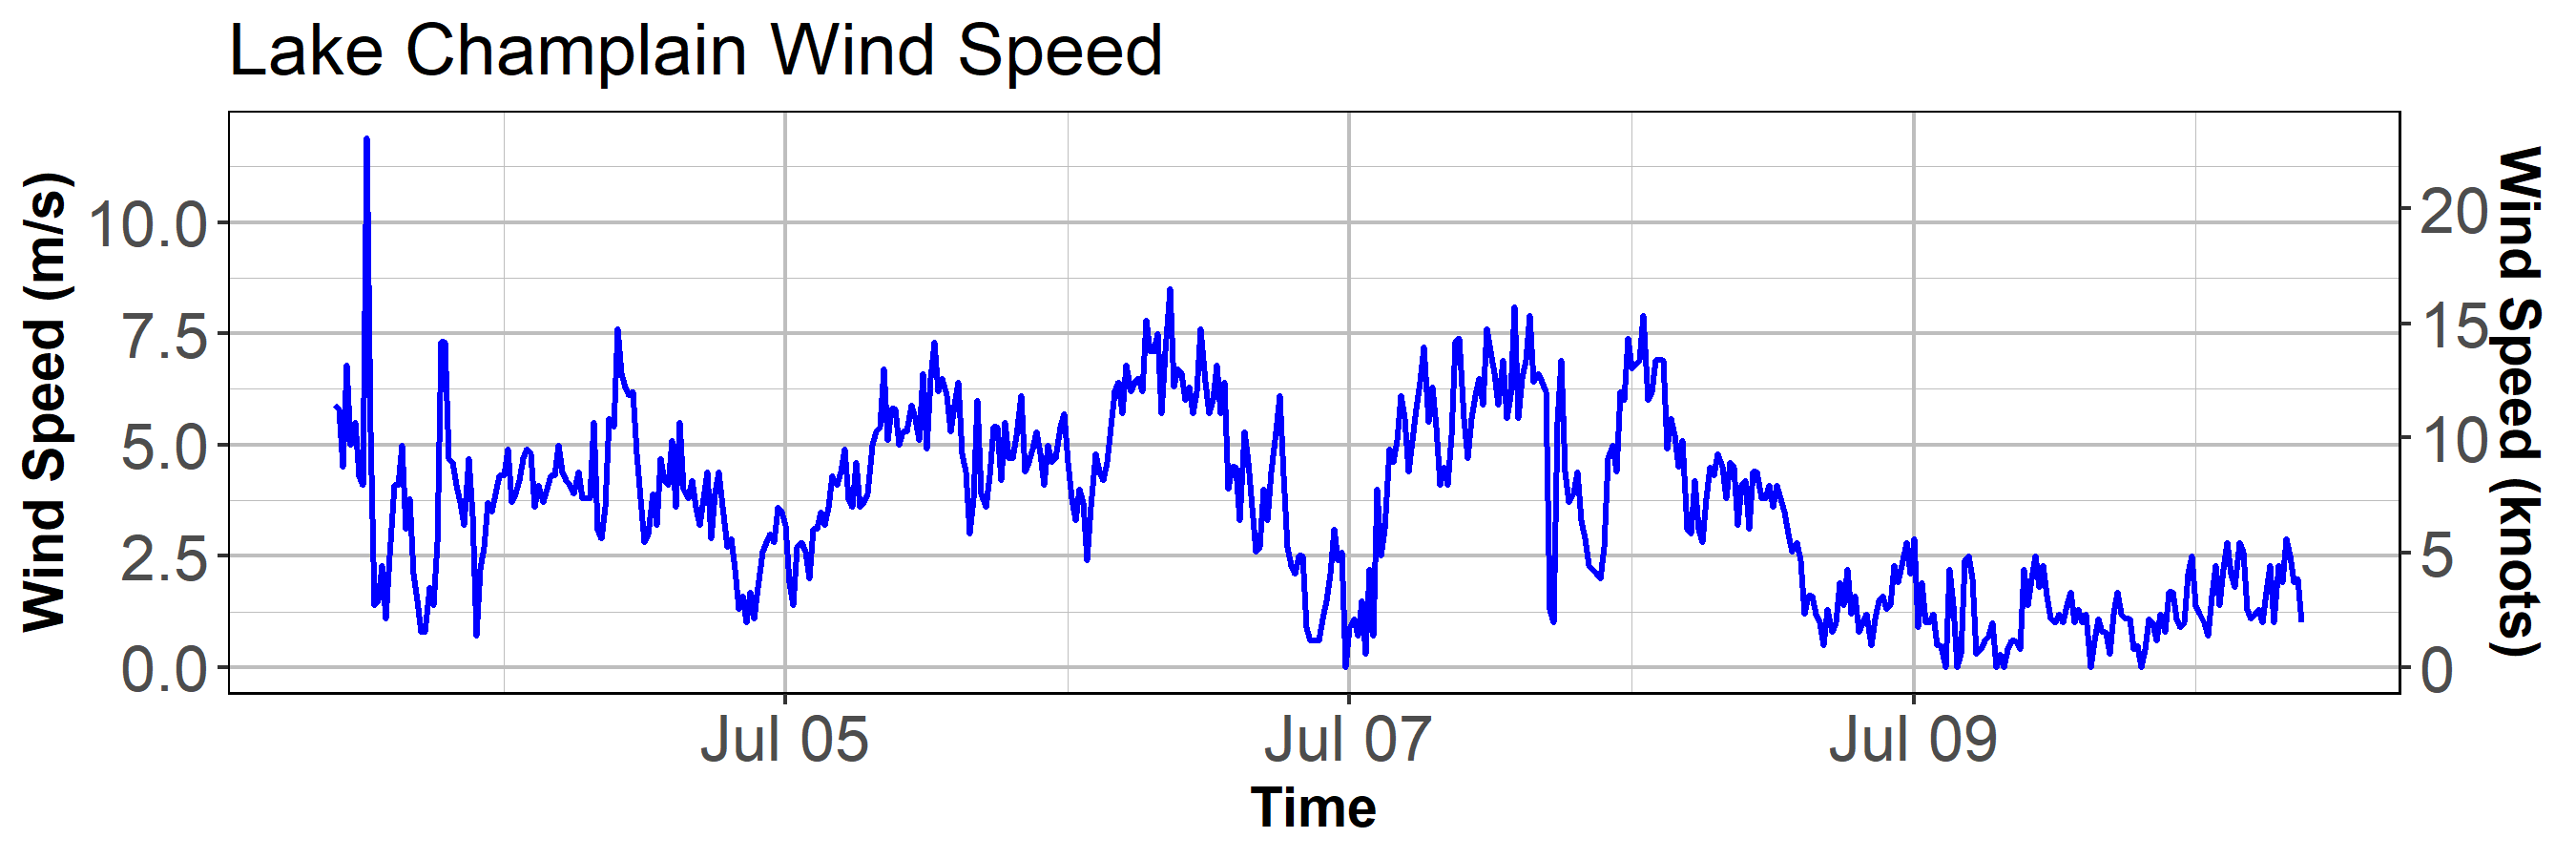 Lake Champlain Wind Speed
Wind Speed (m/s)
10.0
7.5
5.0
2.5
0.0
20
15
10
5
0
Wind Speed (knots)
Jul 05
Jul 07
Jul 09
Time